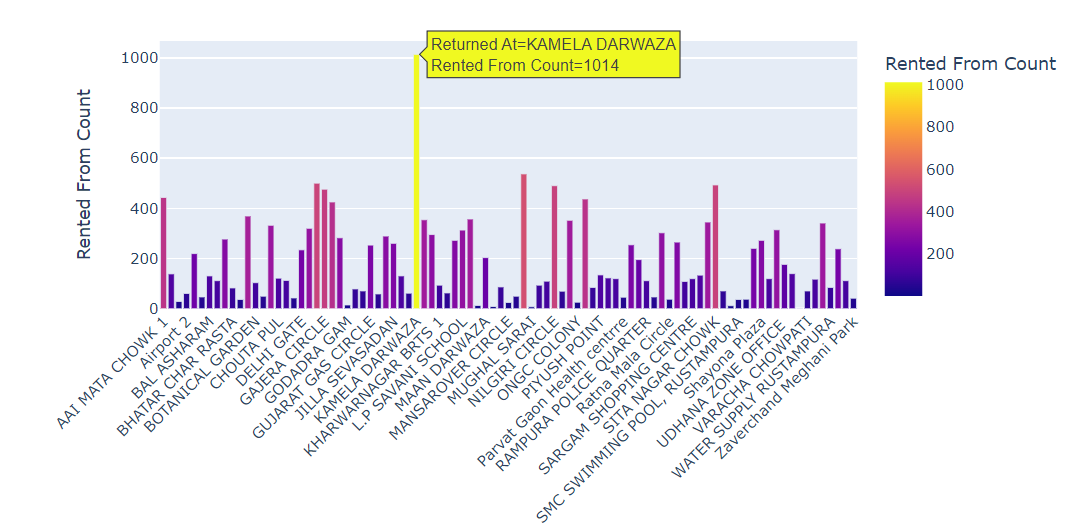 Returned At=KAMELA DARWAZA
Rented From Count=1014
Rented From Count
1000
800
600
400
200
0
Rented From Count
1000
800
600
400
200
AAI MATA CHOWK 1
Airport 2
BAL ASHARAM
BHATAR CHAR RASTA
BOTANICAL GARDEN
CHOUTA PUL
DELHI GATE
GAJERA CIRCLE
GODADRA GAM
GUJARAT GAS CIRCLE
JILLA SEVASADAN
KAMELA DARWAZA
KHARWARNAGAR BRTS 1
L.P SAVANI SCHOOL
MAAN DARWAZA
MANSAROVER CIRCLE
MUGHAL SARAI
NILGIRI CIRCLE
ONGC COLONY
PIYUSH POINT
Parvat Gaon Health centrre
RAMPURA POLICE QUARTER
Ratna Mala Circle
SARGAM SHOPPING CENTRE
SITA NAGAR CHOWK
SMC SWIMMING POOL, RUSTAMPURA
Shayona Plaza
UDHANA ZONE OFFICE
VARACHA CHOWPATI
WATER SUPPLY RUSTAMPURA
Zaverchand Meghani Park